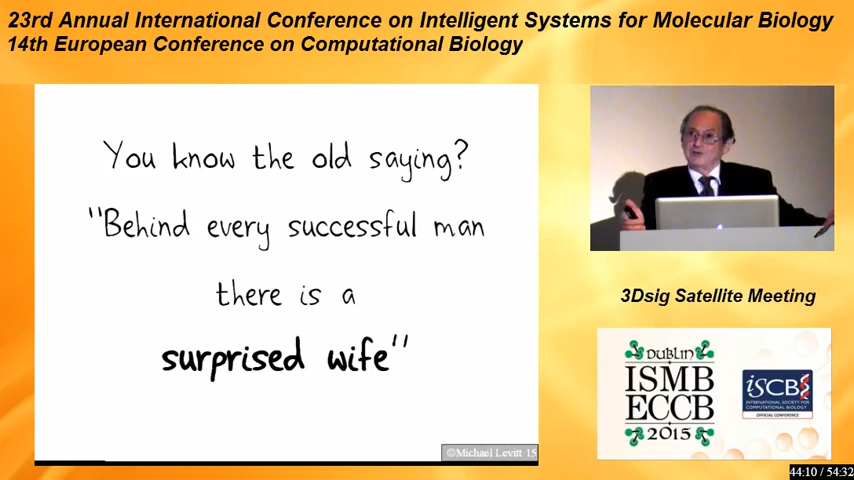 23rd Annual International Conference on Intelligent Systems for Molecular Biology
14th European Conference on Computational Biology
You know the old saying?
"Behind every successful man
there is a
surprised wife"
©Michael Levitt 15
3Dsig Satellite Meeting
DUBLIN
ISMB
ECCB
2015
ISCB
INTERNATIONAL SOCIETY FOR
COMPUTATIONAL BIOLOGY
OFFICIAL CONFERENCE
44:10 / 54:32